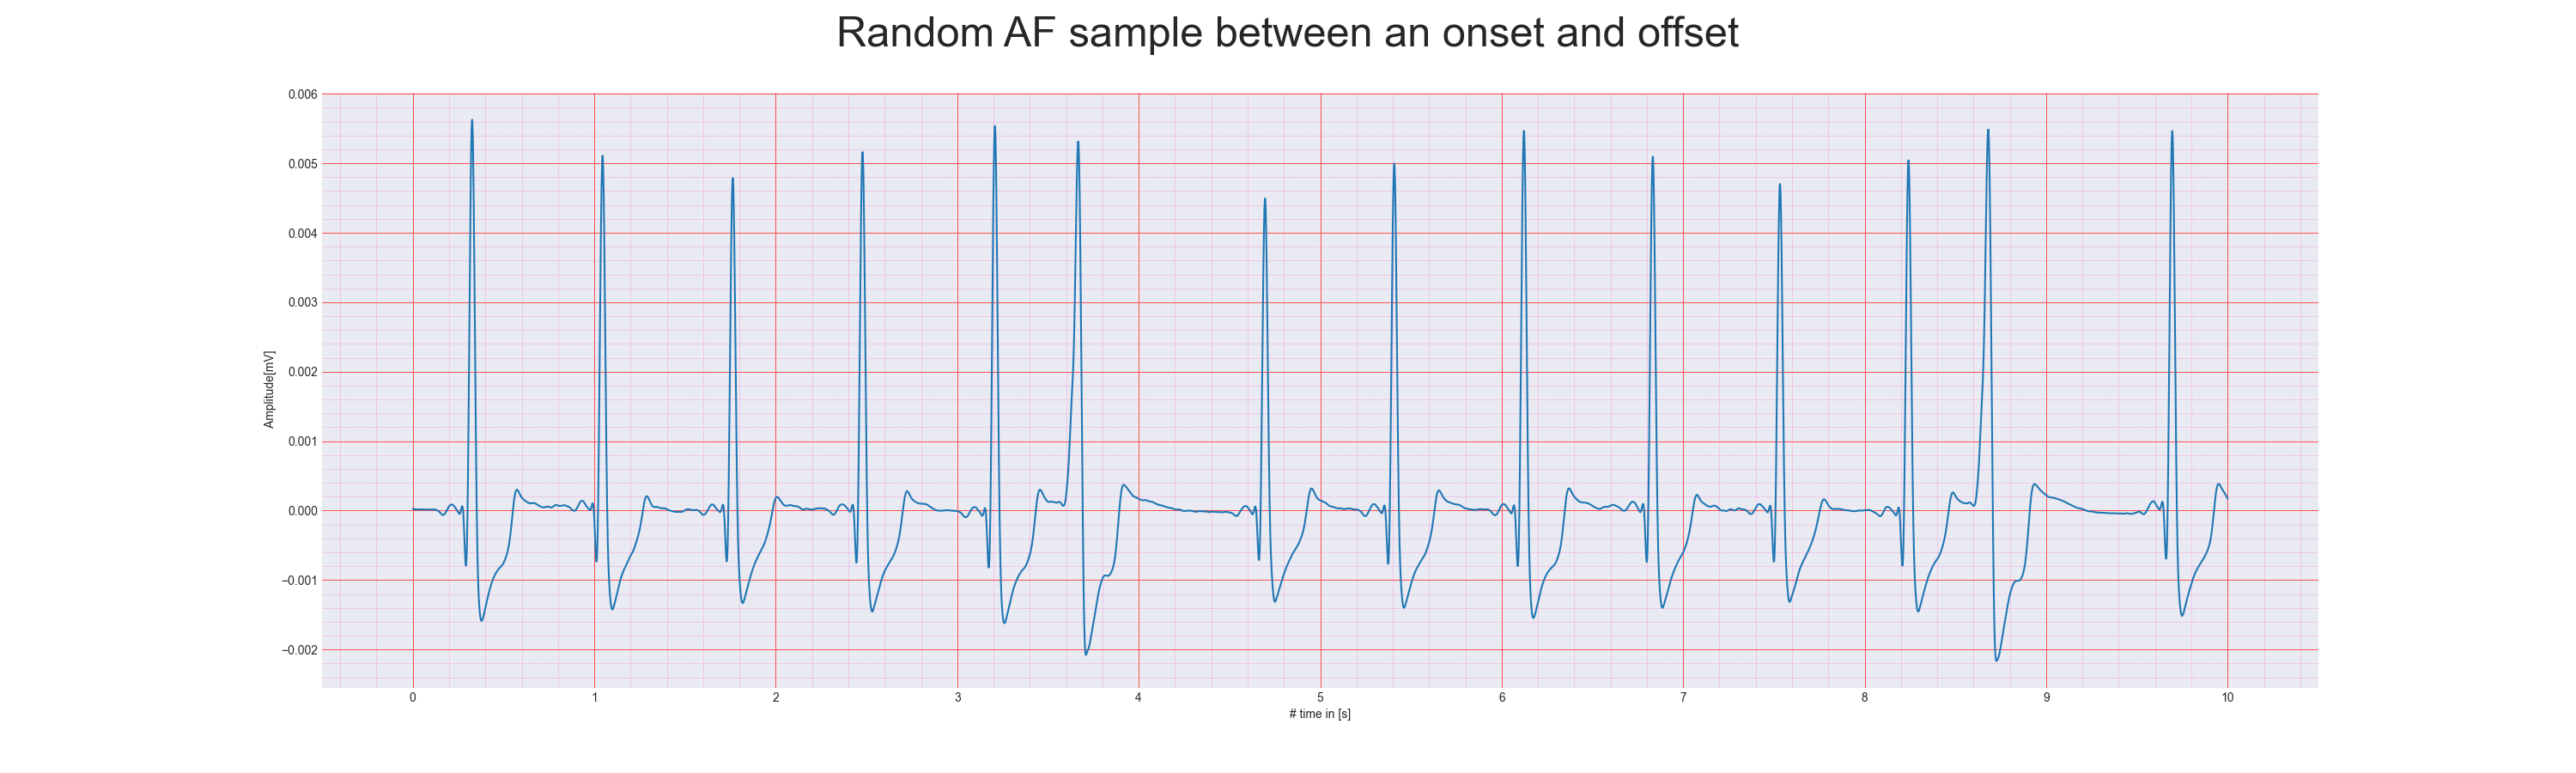 Random AF sample between an onset and offset
0.006
0.005
0.004
0.003
0.002
0.001
0.000
−0.001
−0.002
Amplitude[mV]
0 1 2 3 4 5 6 7 8 9 10
# time in [s]